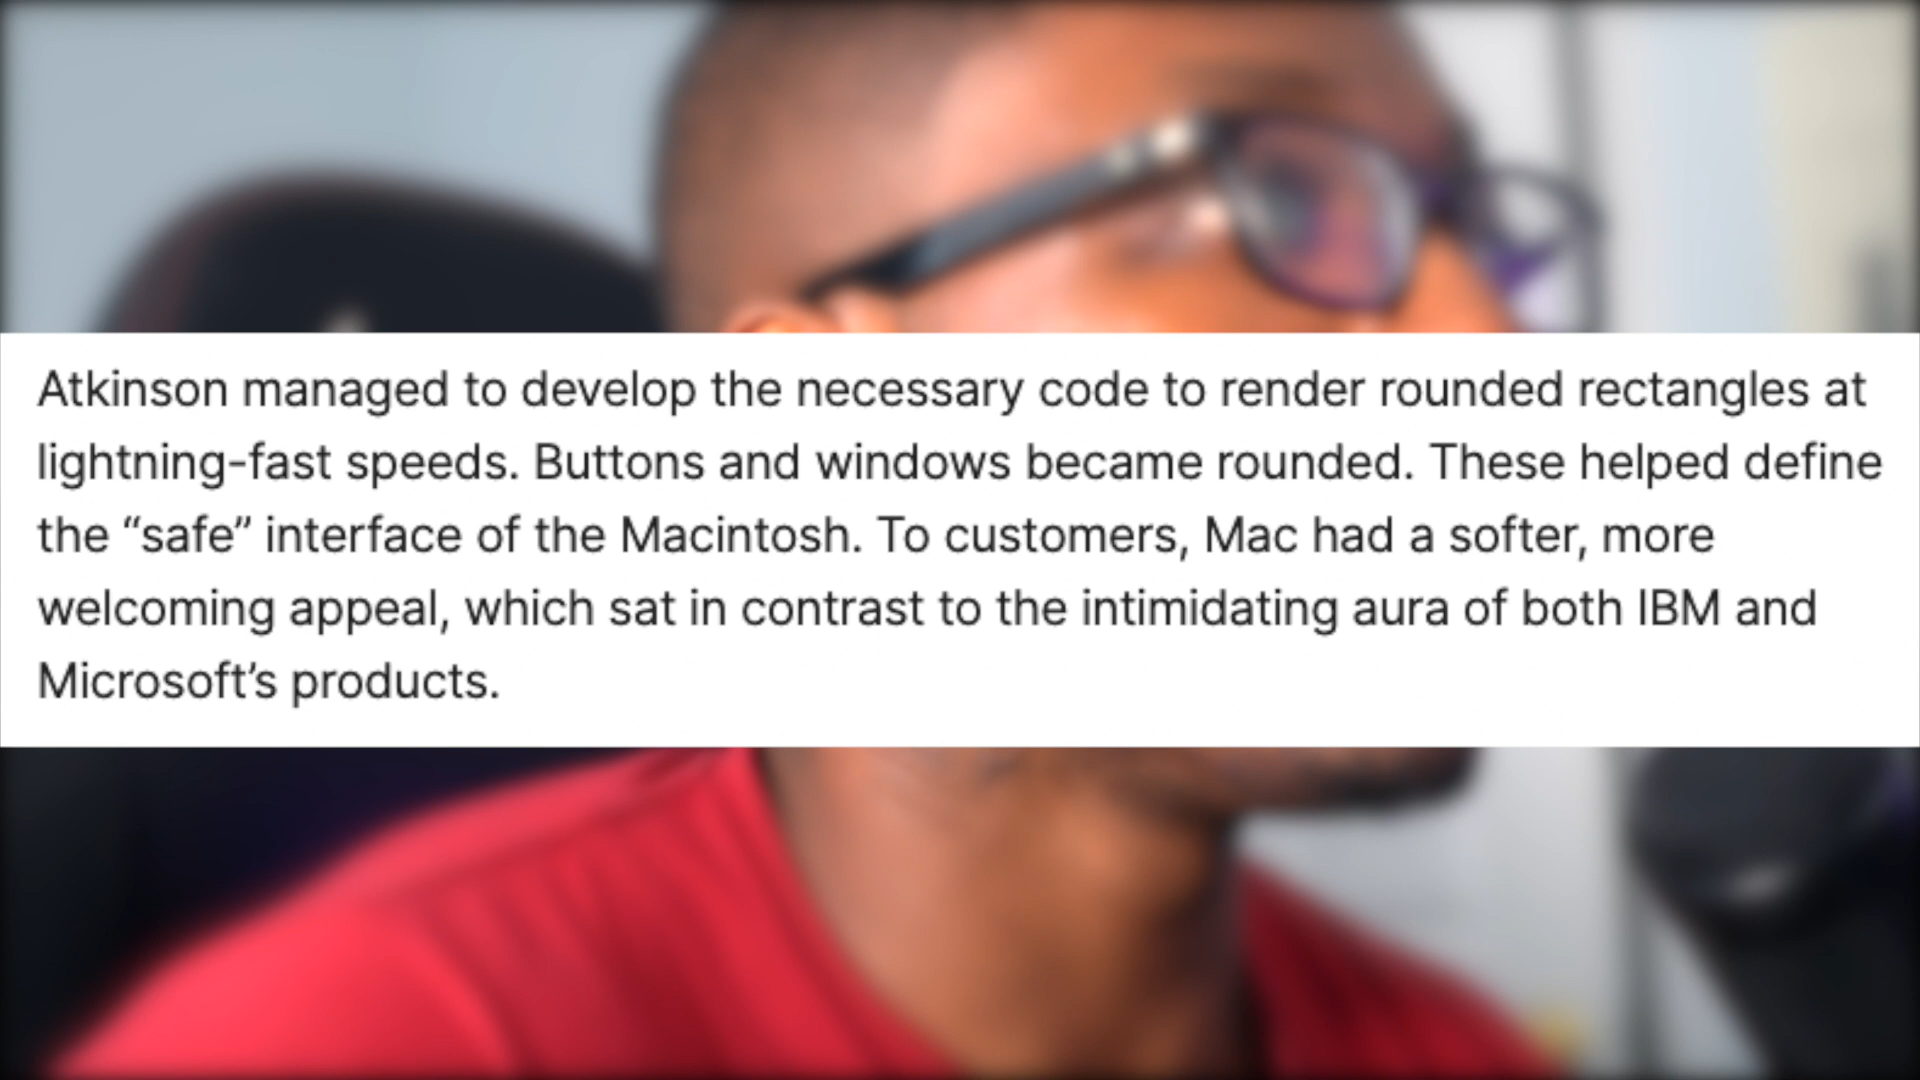 Atkinson managed to develop the necessary code to render rounded rectangles at
lightning-fast speeds. Buttons and windows became rounded. These helped define
the “safe” interface of the Macintosh. To customers, Mac had a softer, more
welcoming appeal, which sat in contrast to the intimidating aura of both IBM and
Microsoft’s products.